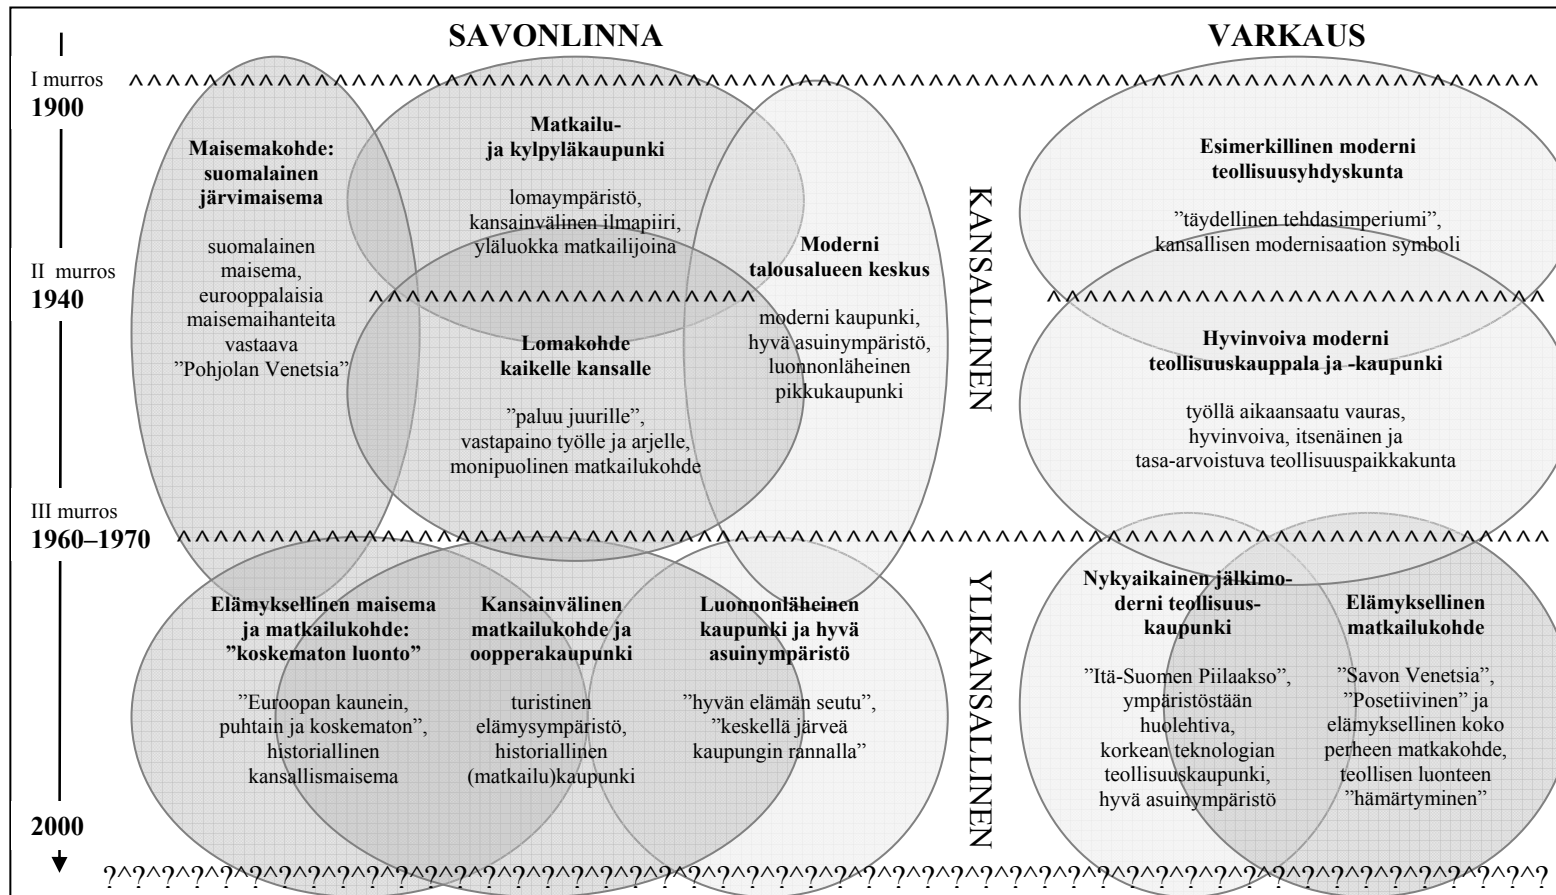 SAVONLINNA
VARKAUS
I murros
^^^^^^^^^^^^^^^^^^^^^^^^^^^^^^^^^^^^^^^^^^^^^^^^^^^^^^^^^^^^^^^^^^^^^^^
1900
Maisemakohde:
suomalainen
järvimaisema
suomalainen
maisema,
eurooppalaisia
maisemaihanteita
vastaava
”Pohjolan Venetsia”
Matkailu-
ja kylpyläkaupunki
lomaympäristö,
kansainvälinen ilmapiiri,
yläluokka matkailijoina
Moderni
talousalueen keskus
moderni kaupunki,
hyvä asuinympäristö,
luonnonläheinen
pikkukaupunki
KANSALLINEN
Esimerkillinen moderni
teollisuusyhdyskunta
”täydellinen tehdasimperiumi”,
kansallisen modernisaation symboli
II murros
1940
^^^^^^^^^^^^^^^^^^^
^^^^^^^^^^^^^^^^^^^^^^^^^
Lomakohde
kaikelle kansalle
”paluu juurille”,
vastapaino työlle ja arjelle,
monipuolinen matkailukohde
Hyvinvoiva moderni
teollisuuskauppala ja -kaupunki
työllä aikaansaatu vauras,
hyvinvoiva, itsenäinen ja
tasa-arvoistuva teollisuuspaikkakunta
III murros
1960–1970
^^^^^^^^^^^^^^^^^^^^^^^^^^^^^^^^^^^^^^^^^^^^^^^^^^^^^^^^^^^^^^^^^^^^^
Elämyksellinen maisema
ja matkailukohde:
”koskematon luonto”
”Euroopan kaunein,
puhtain ja koskematon”,
historiallinen
kansallismaisema
Kansainvälinen
matkailukohde ja
oopperakaupunki
turistinen
elämysympäristö,
historiallinen
(matkailu)kaupunki
Luonnonläheinen
kaupunki ja hyvä
asuinympäristö
”hyvän elämän seutu”,
”keskellä järveä
kaupungin rannalla”
YLIKANSALLINEN
Nykyaikainen jälkimo-
derni teollisuus-
kaupunki
”Itä-Suomen Piilaakso”,
ympäristöstään
huolehtiva,
korkean teknologian
teollisuuskaupunki,
hyvä asuinympäristö
Elämyksellinen
matkailukohde
”Savon Venetsia”,
”Posetiivinen” ja
elämyksellinen koko
perheen matkakohde,
teollisen luonteen
”hämärtyminen”
2000
?^?^?^?^?^?^?^?^?^?^?^?^?^?^?^?^?^?^?^?^?^?^?^?^?^?^?^?^?^?^?^?^?^?^?^?^?^?^?^?^?^?^?^?^?^?^?^?^?^?^?